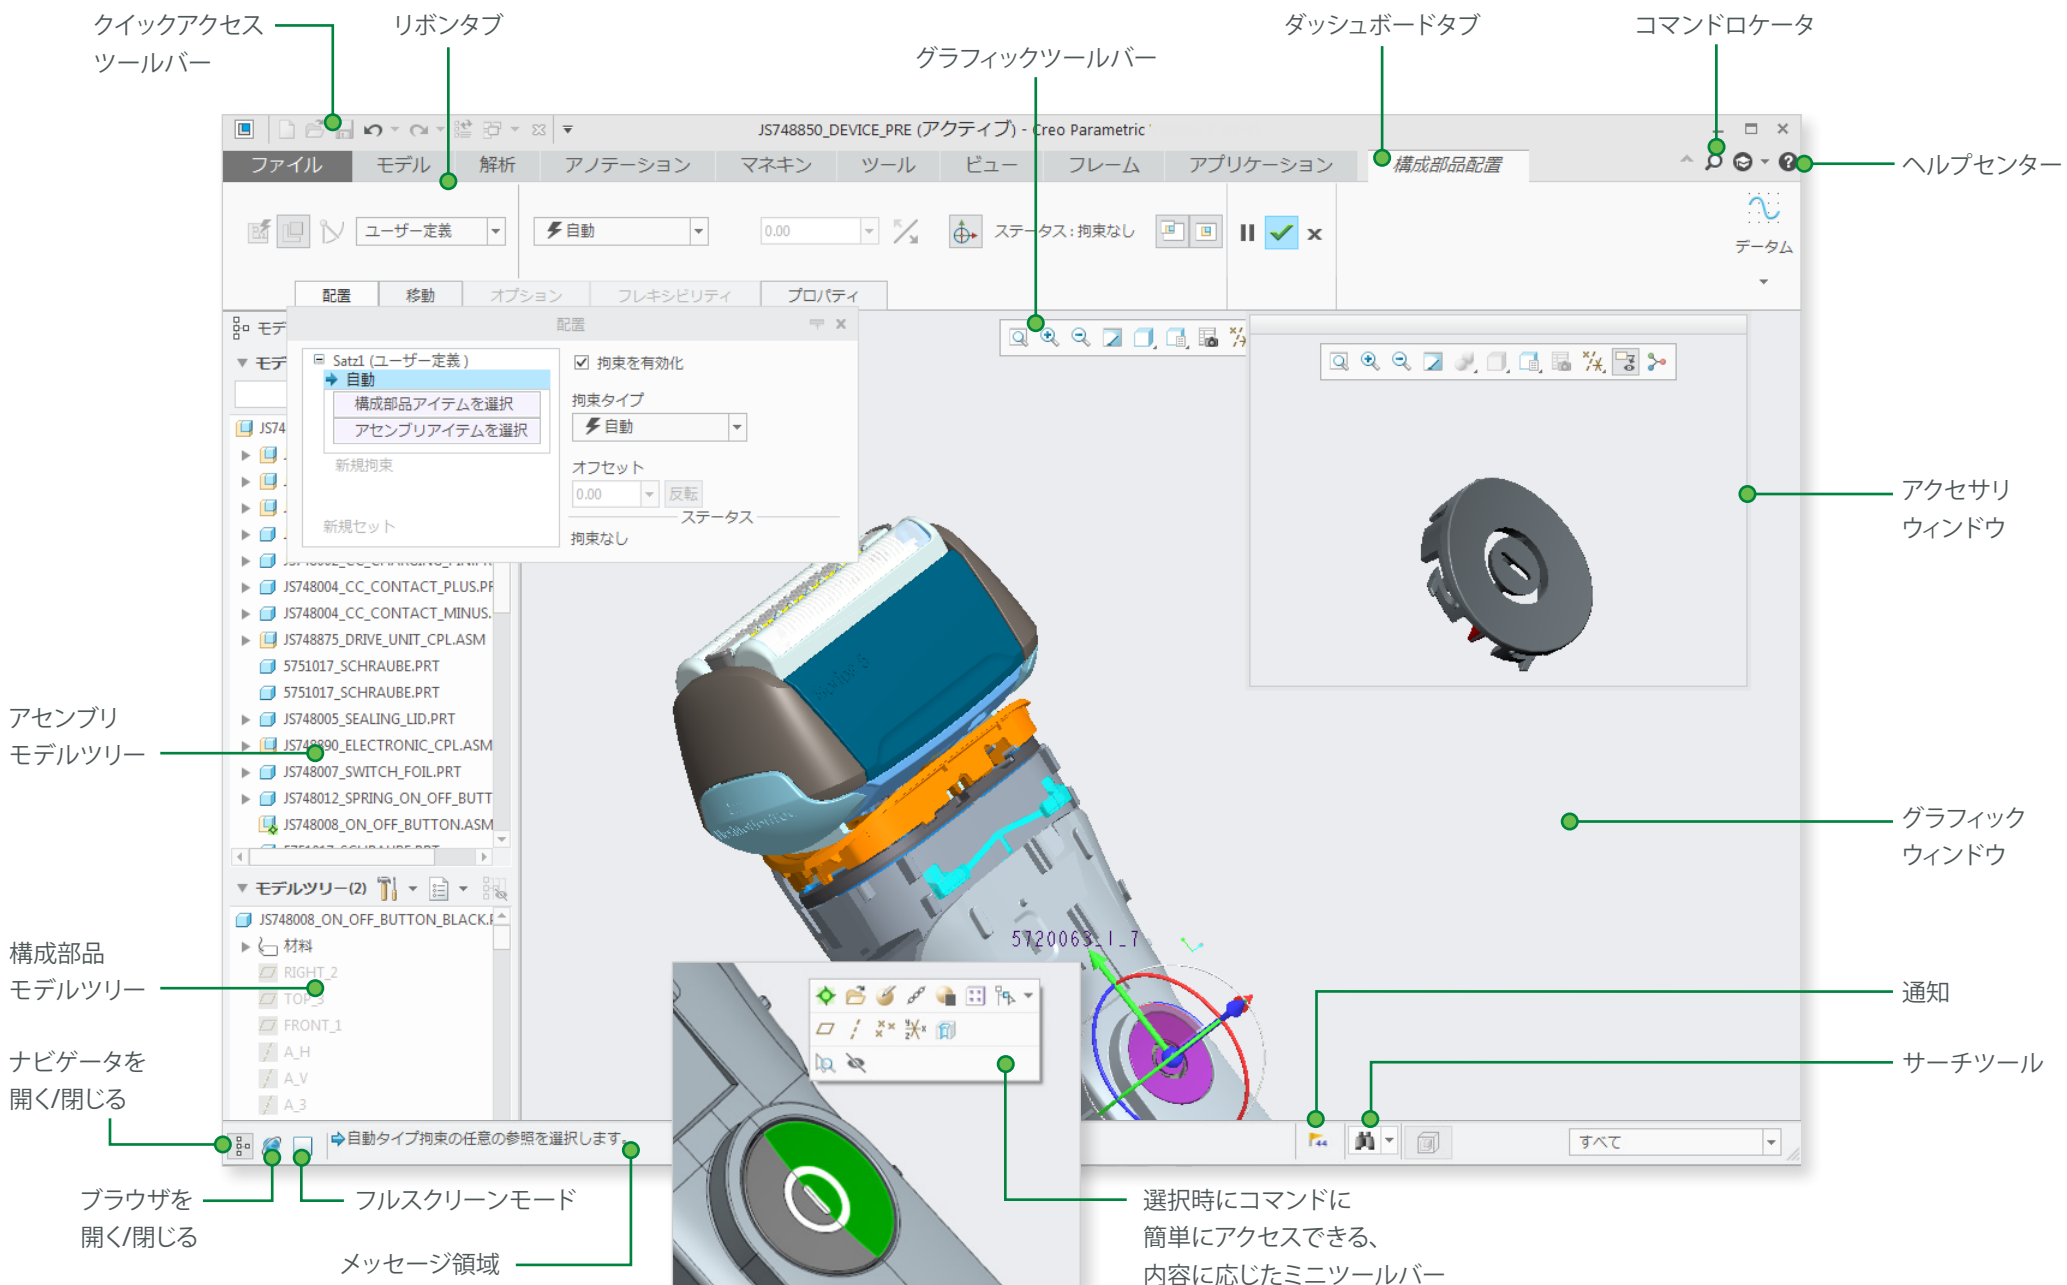 クイックアクセス
ツールバー
リボンタブ
グラフィックツールバー
ダッシュボードタブ
コマンドロケータ
JS748850_DEVICE_PRE (アクティブ) - Creo Parametric
ファイル
モデル
解析
アノテーション
マネキン
ツール
ビュー
フレーム
アプリケーション
構成部品配置
ヘルプセンター
ユーザー定義
自動
0.00
ステータス : 拘束なし
データム
配置
移動
オプション
フレキシビリティ
プロパティ
配置
Satz1 (ユーザー定義)
自動
構成部品アイテムを選択
アセンブリアイテムを選択
新規拘束
新規セット
拘束を有効化
拘束タイプ
自動
オフセット
0.00
反転
ステータス
拘束なし
JS748004_CC_CONTACT_PLUS.PR
JS748004_CC_CONTACT_MINUS.
JS748875_DRIVE_UNIT_CPL.ASM
5751017_SCHRAUBE.PRT
5751017_SCHRAUBE.PRT
JS748005_SEALING_LID.PRT
JS748890_ELECTRONIC_CPL.ASM
JS748007_SWITCH_FOIL.PRT
JS748012_SPRING_ON_OFF_BUTT
JS748008_ON_OFF_BUTTON.ASM
モデルツリー(2)
JS748008_ON_OFF_BUTTON_BLACK.P
材料
RIGHT_2
TOP_3
FRONT_1
A_H
A_V
A_3
アセンブリ
モデルツリー
構成部品
モデルツリー
ナビゲータを
開く/閉じる
アクセサリ
ウィンドウ
グラフィック
ウィンドウ
5720063_1_7
通知
サーチツール
自動タイプ拘束の任意の参照を選択します。
44
すべて
ブラウザを
開く/閉じる
フルスクリーンモード
メッセージ領域
選択時にコマンドに
簡単にアクセスできる、
内容に応じたミニツールバー